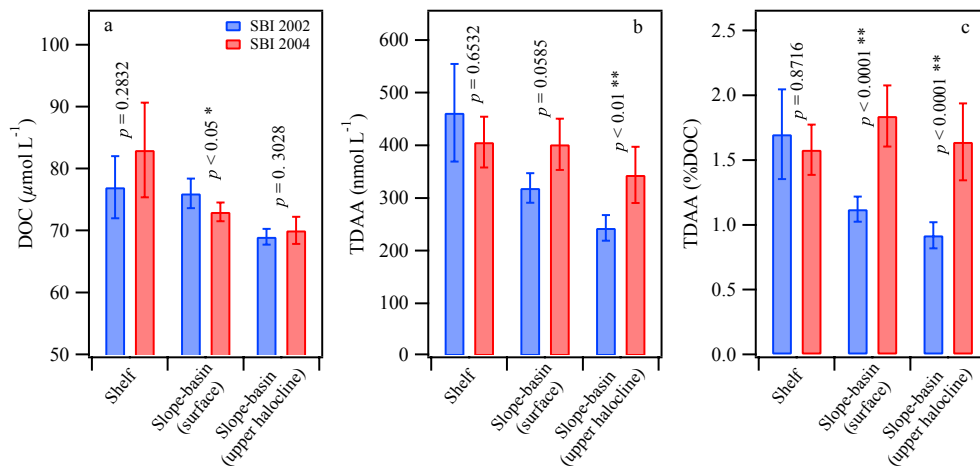 a
SBI 2002
SBI 2004
DOC (µmol L⁻¹)
100
90
80
70
60
50
p = 0.2832
p < 0.05 *
p = 0. 3028
Shelf
Slope-basin
(surface)
Slope-basin
(upper halocline)
b
TDAA (nmol L⁻¹)
600
500
400
300
200
100
0
p = 0.6532
p = 0.0585
p < 0.01 **
Shelf
Slope-basin
(surface)
Slope-basin
(upper halocline)
c
TDAA (%DOC)
2.5
2.0
1.5
1.0
0.5
0.0
p = 0.8716
p < 0.0001 **
p < 0.0001 **
Shelf
Slope-basin
(surface)
Slope-basin
(upper halocline)